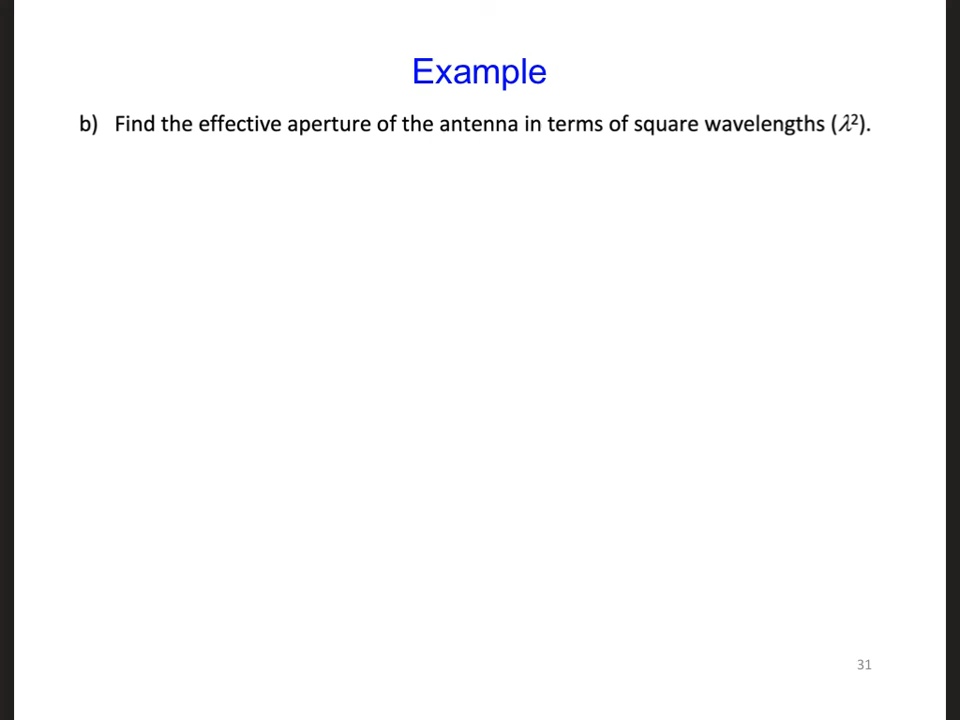 Example
b) Find the effective aperture of the antenna in terms of square wavelengths (λ²).
31